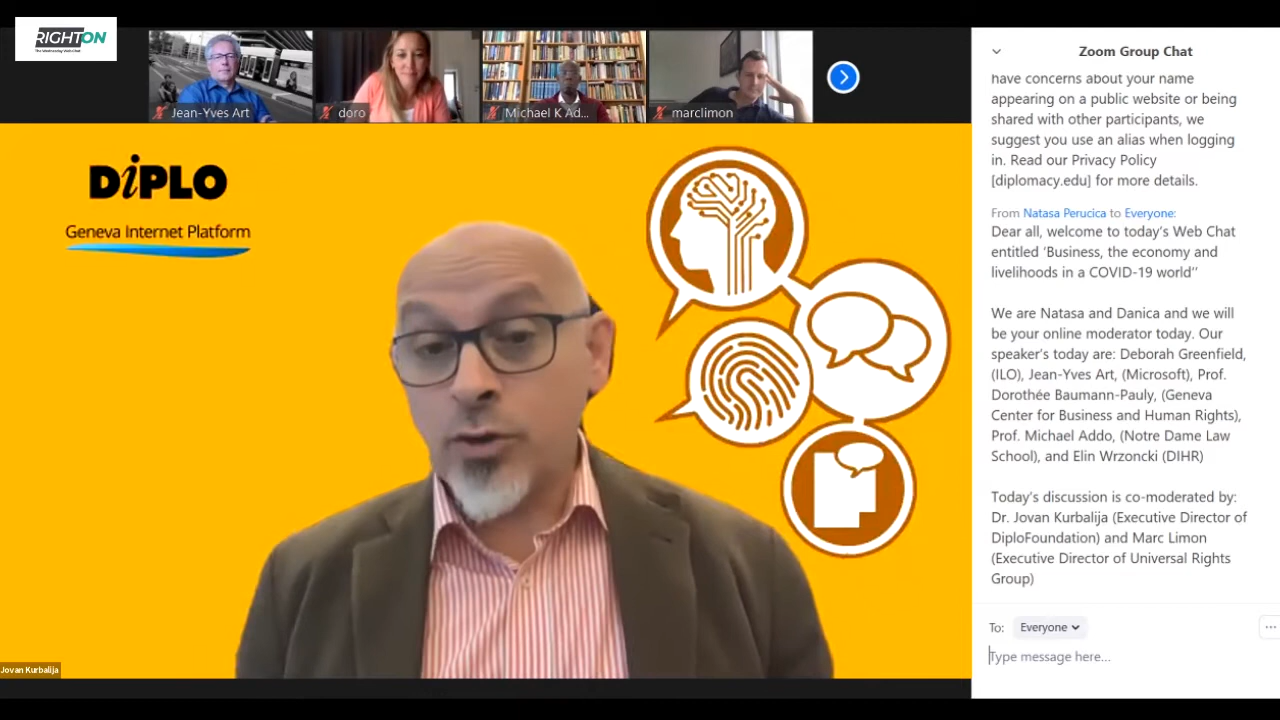 RIGHTON
The Wednesday Web Chat
Jean-Yves Art
doro
Michael K Ad...
marclimon
DiPLO
Geneva Internet Platform
Jovan Kurbalija
Zoom Group Chat
have concerns about your name
appearing on a public website or being
shared with other participants, we
suggest you use an alias when logging
in. Read our Privacy Policy
[diplomacy.edu] for more details.
From Natasa Perucica to Everyone:
Dear all, welcome to today's Web Chat
entitled 'Business, the economy and
livelihoods in a COVID-19 world''
We are Natasa and Danica and we will
be your online moderator today. Our
speaker's today are: Deborah Greenfield,
(ILO), Jean-Yves Art, (Microsoft), Prof.
Dorothée Baumann-Pauly, (Geneva
Center for Business and Human Rights),
Prof. Michael Addo, (Notre Dame Law
School), and Elin Wrzoncki (DIHR)
Today's discussion is co-moderated by:
Dr. Jovan Kurbalija (Executive Director of
DiploFoundation) and Marc Limon
(Executive Director of Universal Rights
Group)
To: Everyone
Type message here...